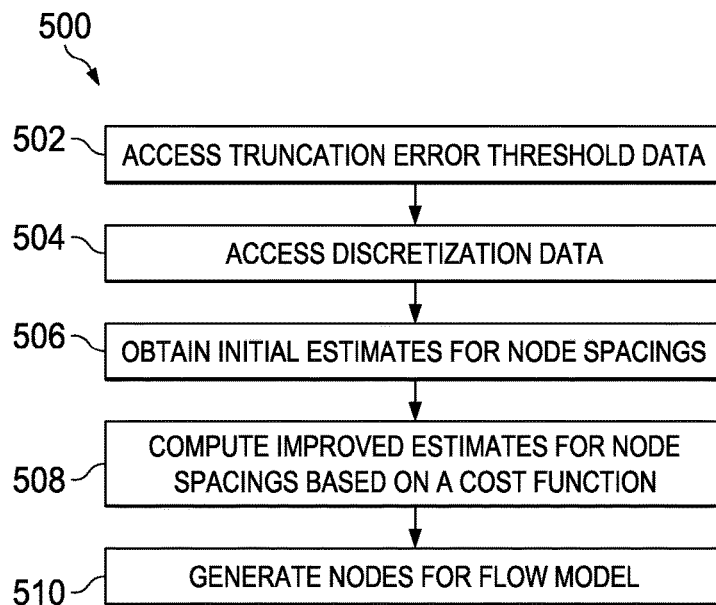 500
502
ACCESS TRUNCATION ERROR THRESHOLD DATA
504
ACCESS DISCRETIZATION DATA
506
OBTAIN INITIAL ESTIMATES FOR NODE SPACINGS
508
COMPUTE IMPROVED ESTIMATES FOR NODE
SPACINGS BASED ON A COST FUNCTION
510
GENERATE NODES FOR FLOW MODEL